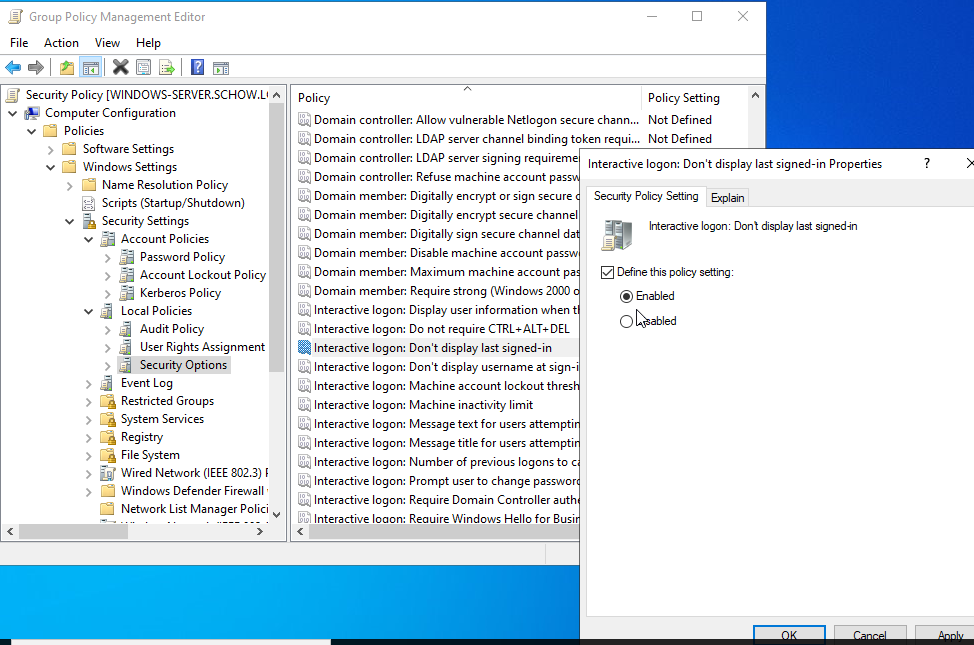 Group Policy Management Editor
File Action View Help
Security Policy [WINDOWS-SERVER.SCHOW.L
Computer Configuration
Policies
Software Settings
Windows Settings
Name Resolution Policy
Scripts (Startup/Shutdown)
Security Settings
Account Policies
Password Policy
Account Lockout Policy
Kerberos Policy
Local Policies
Audit Policy
User Rights Assignment
Security Options
Event Log
Restricted Groups
System Services
Registry
File System
Wired Network (IEEE 802.3) P
Windows Defender Firewall
Network List Manager Polici
Policy Policy Setting
Domain controller: Allow vulnerable Netlogon secure chann... Not Defined
Domain controller: LDAP server channel binding token requi... Not Defined
Domain controller: LDAP server signing requiremen
Domain controller: Refuse machine account passw
Domain member: Digitally encrypt or sign secure c
Domain member: Digitally encrypt secure channel
Domain member: Digitally sign secure channel dat
Domain member: Disable machine account passw
Domain member: Maximum machine account pas
Domain member: Require strong (Windows 2000 o
Interactive logon: Display user information when th
Interactive logon: Do not require CTRL+ALT+DEL
Interactive logon: Don't display last signed-in
Interactive logon: Don't display username at sign-i
Interactive logon: Machine account lockout thresh
Interactive logon: Machine inactivity limit
Interactive logon: Message text for users attemptin
Interactive logon: Message title for users attemptin
Interactive logon: Number of previous logons to ca
Interactive logon: Prompt user to change password
Interactive logon: Require Domain Controller authe
Interactive logon: Require Windows Hello for Busin
Interactive logon: Don't display last signed-in Properties ?
Security Policy Setting Explain
Interactive logon: Don't display last signed-in
Define this policy setting:
Enabled
sabled
OK Cancel Apply